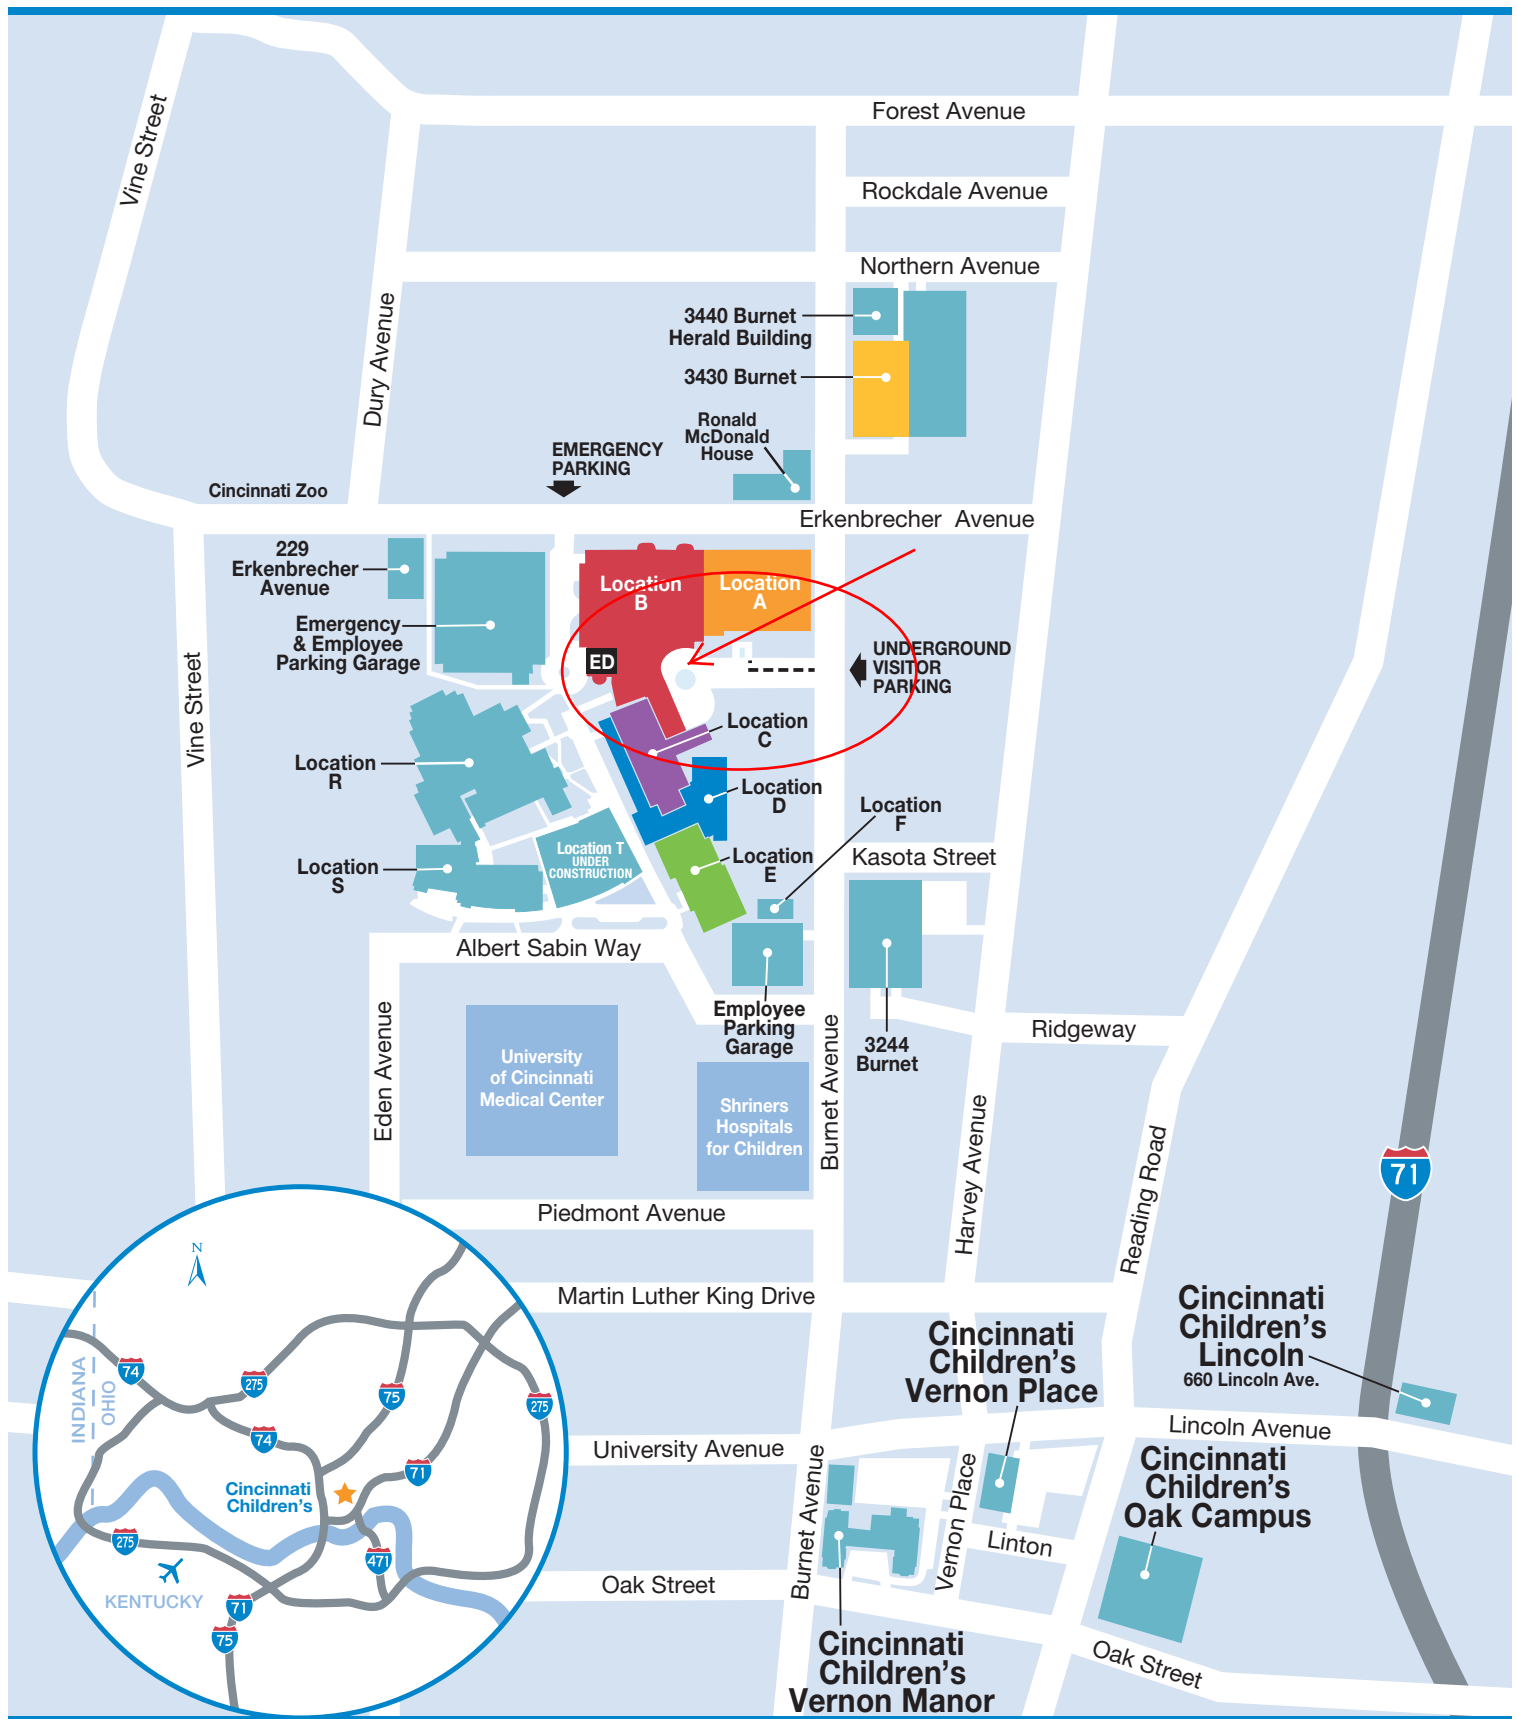 Forest Avenue
Vine Street
Rockdale Avenue
Northern Avenue
3440 Burnet
Herald Building
Dury Avenue
3430 Burnet
Ronald
McDonald
House
EMERGENCY
PARKING
Cincinnati Zoo
Erkenbrecher Avenue
229
Erkenbrecher
Avenue
Location
B
Location
A
Emergency
& Employee
Parking Garage
ED
UNDERGROUND
VISITOR
PARKING
Vine Street
Location
C
Location
R
Location
D
Location
F
Location T
UNDER
CONSTRUCTION
Location
E
Kasota Street
Location
S
Albert Sabin Way
Employee
Parking
Garage
Eden Avenue
University
of Cincinnati
Medical Center
Burnet Avenue
3244
Burnet
Ridgeway
Shriners
Hospitals
for Children
Harvey Avenue
Reading Road
71
Piedmont Avenue
Martin Luther King Drive
N
INDIANA
OHIO
74
275
75
275
74
71
Cincinnati
Children's
275
471
KENTUCKY
71
75
Cincinnati
Children's
Vernon Place
Cincinnati
Children's
Lincoln
660 Lincoln Ave.
Lincoln Avenue
University Avenue
Cincinnati
Children's
Oak Campus
Burnet Avenue
Vernon Place
Linton
Oak Street
Cincinnati
Children's
Vernon Manor
Oak Street